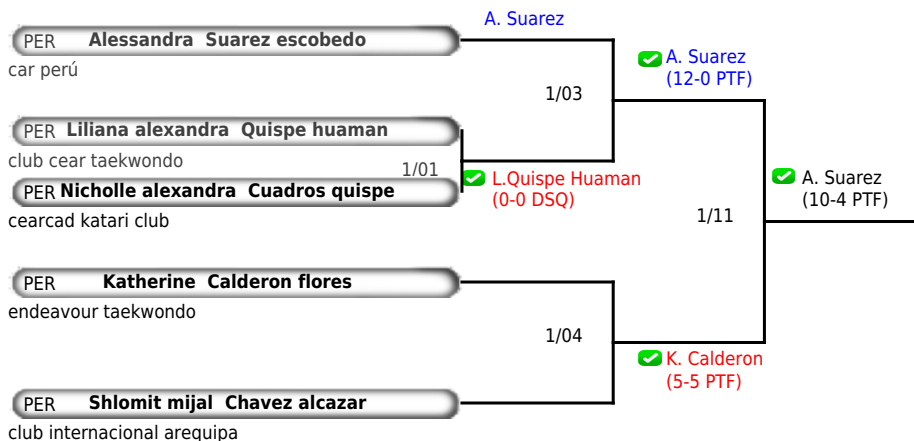 A. Suarez
PER Alessandra Suarez escobedo
car perú
A. Suarez
(12-0 PTF)
1/03
PER Liliana alexandra Quispe huaman
club cear taekwondo
1/01
L.Quispe Huaman
(0-0 DSQ)
PER Nicholle alexandra Cuadros quispe
cearcad katari club
A. Suarez
(10-4 PTF)
1/11
PER Katherine Calderon flores
endeavour taekwondo
1/04
K. Calderon
(5-5 PTF)
PER Shlomit mijal Chavez alcazar
club internacional arequipa